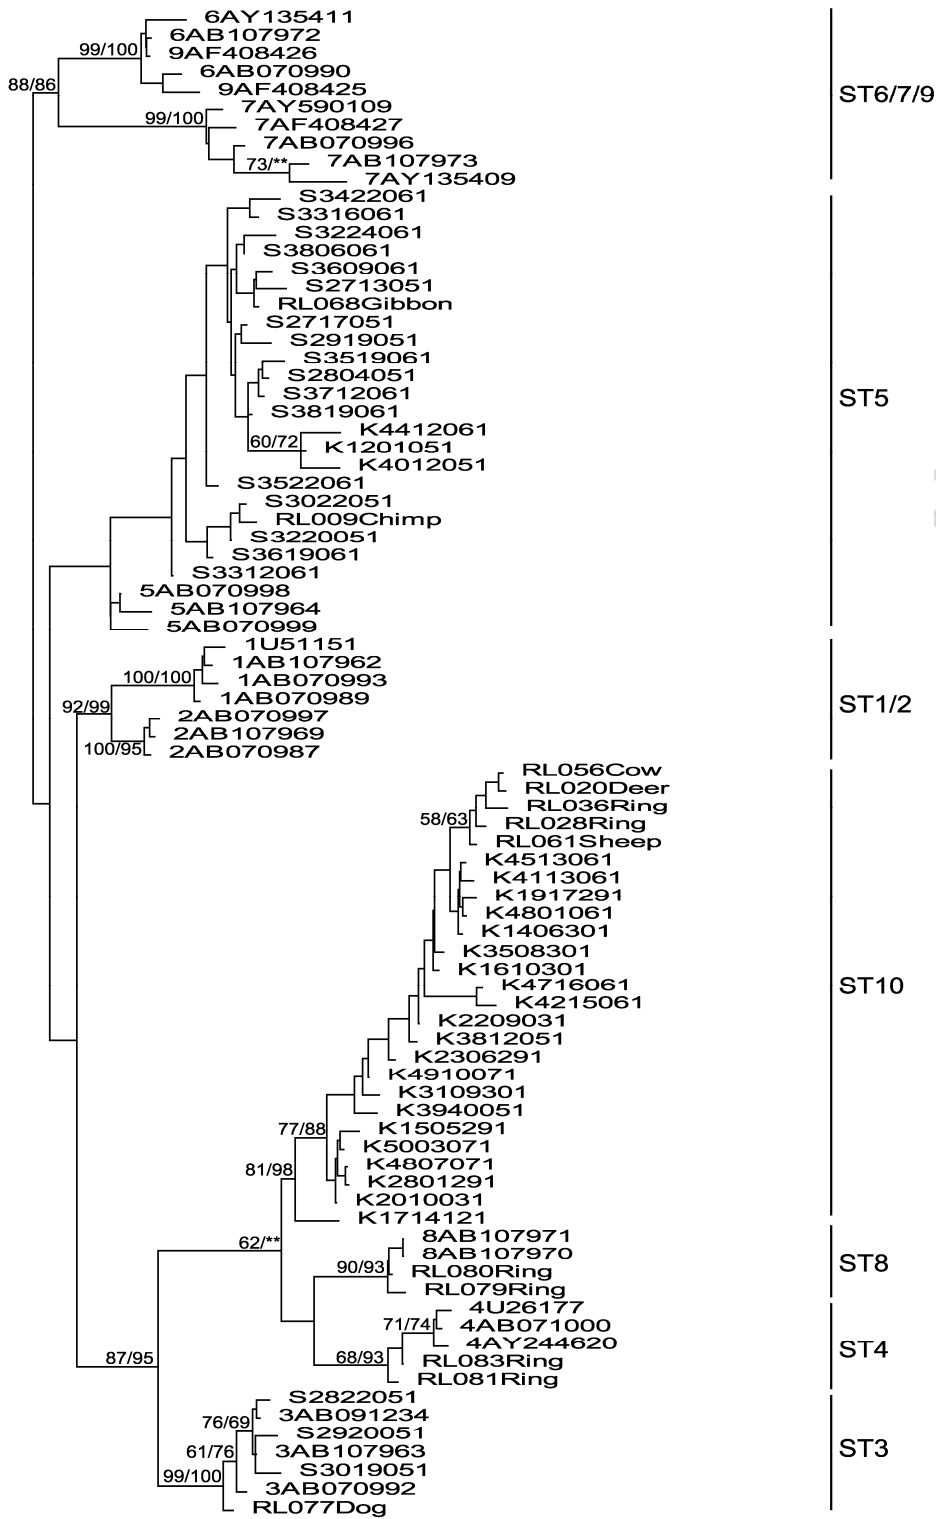 6AY135411
6AB107972
99/100
9AF408426
6AB070990
88/86
9AF408425
ST6/7/9
7AY590109
99/100
7AF408427
7AB070996
73/**
7AB107973
7AY135409
S3422061
S3316061
S3224061
S3806061
S3609061
S2713051
RL068Gibbon
S2717051
S2919051
S3519061
S2804051
S3712061
ST5
S3819061
K4412061
60/72
K1201051
K4012051
S3522061
S3022051
RL009Chimp
S3220051
S3619061
S3312061
5AB070998
5AB107964
5AB070999
1U51151
1AB107962
100/100
1AB070993
1AB070989
92/99
ST1/2
2AB070997
2AB107969
100/95
2AB070987
RL056Cow
RL020Deer
RL036Ring
58/63
RL028Ring
RL061Sheep
K4513061
K4113061
K1917291
K4801061
K1406301
K3508301
K1610301
K4716061
ST10
K4215061
K2209031
K3812051
K2306291
K4910071
K3109301
K3940051
77/88
K1505291
K5003071
81/98
K4807071
K2801291
K2010031
K1714121
62/**
8AB107971
8AB107970
ST8
90/93
RL080Ring
RL079Ring
4U26177
71/74
4AB071000
4AY244620
ST4
87/95
68/93
RL083Ring
RL081Ring
S2822051
76/69
3AB091234
S2920051
61/76
3AB107963
ST3
99/100
S3019051
3AB070992
RL077Dog